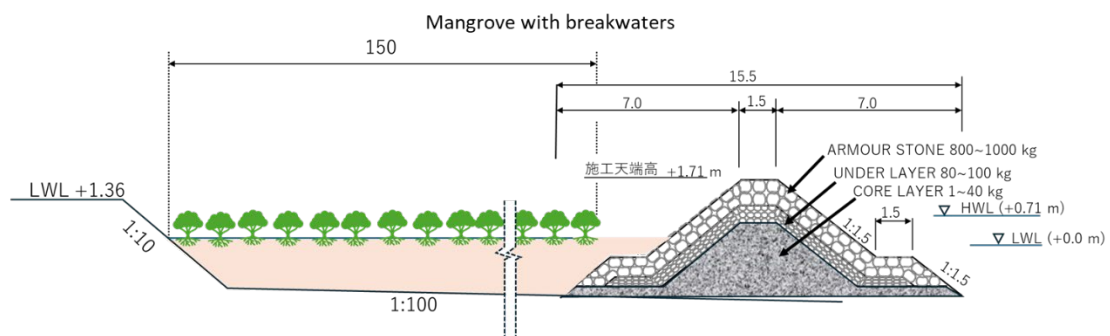 Mangrove with breakwaters
150
15.5
7.0
1.5
7.0
ARMOUR STONE 800~1000 kg
施工天端高 +1.71 m
UNDER LAYER 80~100 kg
CORE LAYER 1~40 kg
LWL +1.36
1.5
HWL (+0.71 m)
1:10
1:1.5
LWL (+0.0 m)
1:1.5
1:100